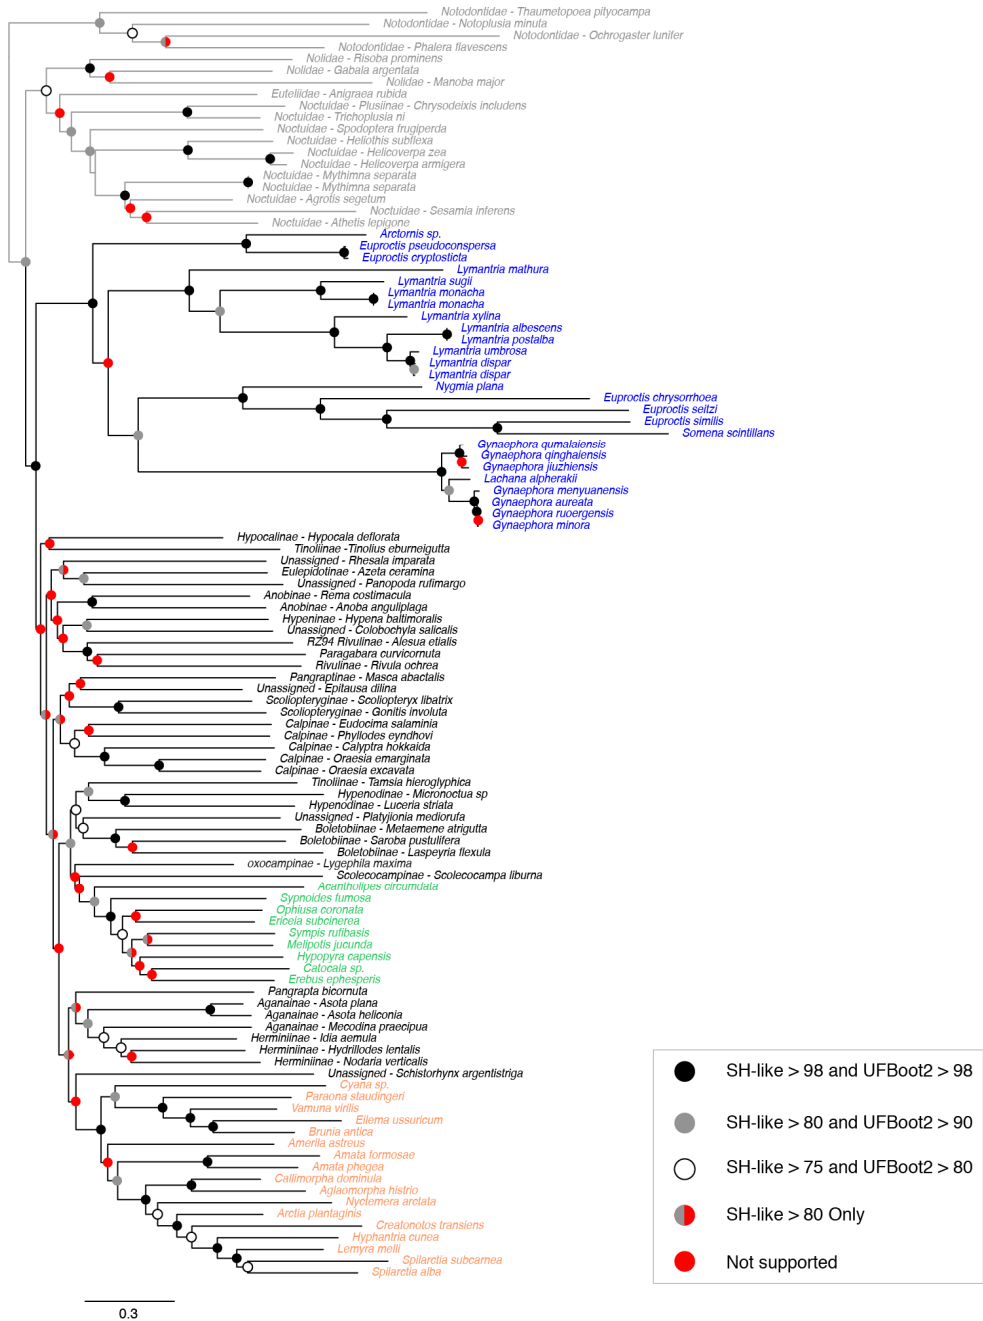 Notodontidae - Thaumetopoea pityocampa
Notodontidae - Notoplusia minuta
Notodontidae - Ochrogaster lunifer
Notodontidae - Phalera flavescens
Nolidae - Risoba prominens
Nolidae - Gabala argentata
Nolidae - Manoba major
Euteliidae - Anigraea rubida
Noctuidae - Plusiinae - Chrysodeixis includens
Noctuidae - Trichoplusia ni
Noctuidae - Spodoptera frugiperda
Noctuidae - Heliothis subflexa
Noctuidae - Helicoverpa zea
Noctuidae - Helicoverpa armigera
Noctuidae - Mythimna separata
Noctuidae - Mythimna separata
Noctuidae - Agrotis segetum
Noctuidae - Sesamia inferens
Noctuidae - Athetis lepigone
Arctornis sp.
Euproctis pseudoconspersa
Euproctis cryptosticta
Lymantria mathura
Lymantria sugii
Lymantria monacha
Lymantria monacha
Lymantria xylina
Lymantria albescens
Lymantria postalba
Lymantria umbrosa
Lymantria dispar
Lymantria dispar
Nygmia plana
Euproctis chrysorrhoea
Euproctis seitzi
Euproctis similis
Somena scintillans
Gynaephora qumalaiensis
Gynaephora qinghaiensis
Gynaephora jiuzhiensis
Lachana alpherakii
Gynaephora menyuanensis
Gynaephora aureata
Gynaephora ruoergensis
Gynaephora minora
Hypocalinae - Hypocala deflorata
Tinoliinae -Tinolius eburneigutta
Unassigned - Rhesala imparata
Eulepidotinae - Azeta ceramina
Unassigned - Panopoda rufimargo
Anobinae - Rema costimacula
Anobinae - Anoba anguliplaga
Hypeninae - Hypena baltimoralis
Unassigned - Colobochyla salicalis
RZ94 Rivulinae - Alesua etialis
Paragabara curvicornuta
Rivulinae - Rivula ochrea
Pangraptinae - Masca abactalis
Unassigned - Epitausa dilina
Scoliopteryginae - Scoliopteryx libatrix
Scoliopteryginae - Gonitis involuta
Calpinae - Eudocima salaminia
Calpinae - Phyllodes eyndhovi
Calpinae - Calyptra hokkaida
Calpinae - Oraesia emarginata
Calpinae - Oraesia excavata
Tinoliinae - Tamsia hieroglyphica
Hypenodinae - Micronoctua sp
Hypenodinae - Luceria striata
Unassigned - Platyjionia mediorufa
Boletobiinae - Metaemene atrigutta
Boletobiinae - Saroba pustulifera
Boletobiinae - Laspeyria flexula
oxocampinae - Lygephila maxima
Scolecocampinae - Scolecocampa liburna
Acantholipes circumdata
Sypnoides fumosa
Ophiusa coronata
Ericeia subcinerea
Sympis rufibasis
Melipotis jucunda
Hypopyra capensis
Catocala sp.
Erebus ephesperis
Pangrapta bicornuta
Aganainae - Asota plana
Aganainae - Asota heliconia
Aganainae - Mecodina praecipua
Herminiinae - Idia aemula
Herminiinae - Hydrillodes lentalis
Herminiinae - Nodaria verticalis
Unassigned - Schistorhynx argentistriga
Cyana sp.
Paraona staudingeri
Vamuna virilis
Eilema ussuricum
Brunia antica
Amerila astreus
Amata formosae
Amata phegea
Callimorpha dominula
Aglaomorpha histrio
Nyctemera arctata
Arctia plantaginis
Creatonotos transiens
Hyphantria cunea
Lemyra melli
Spilarctia subcarnea
Spilarctia alba
0.3
SH-like > 98 and UFBoot2 > 98
SH-like > 80 and UFBoot2 > 90
SH-like > 75 and UFBoot2 > 80
SH-like > 80 Only
Not supported